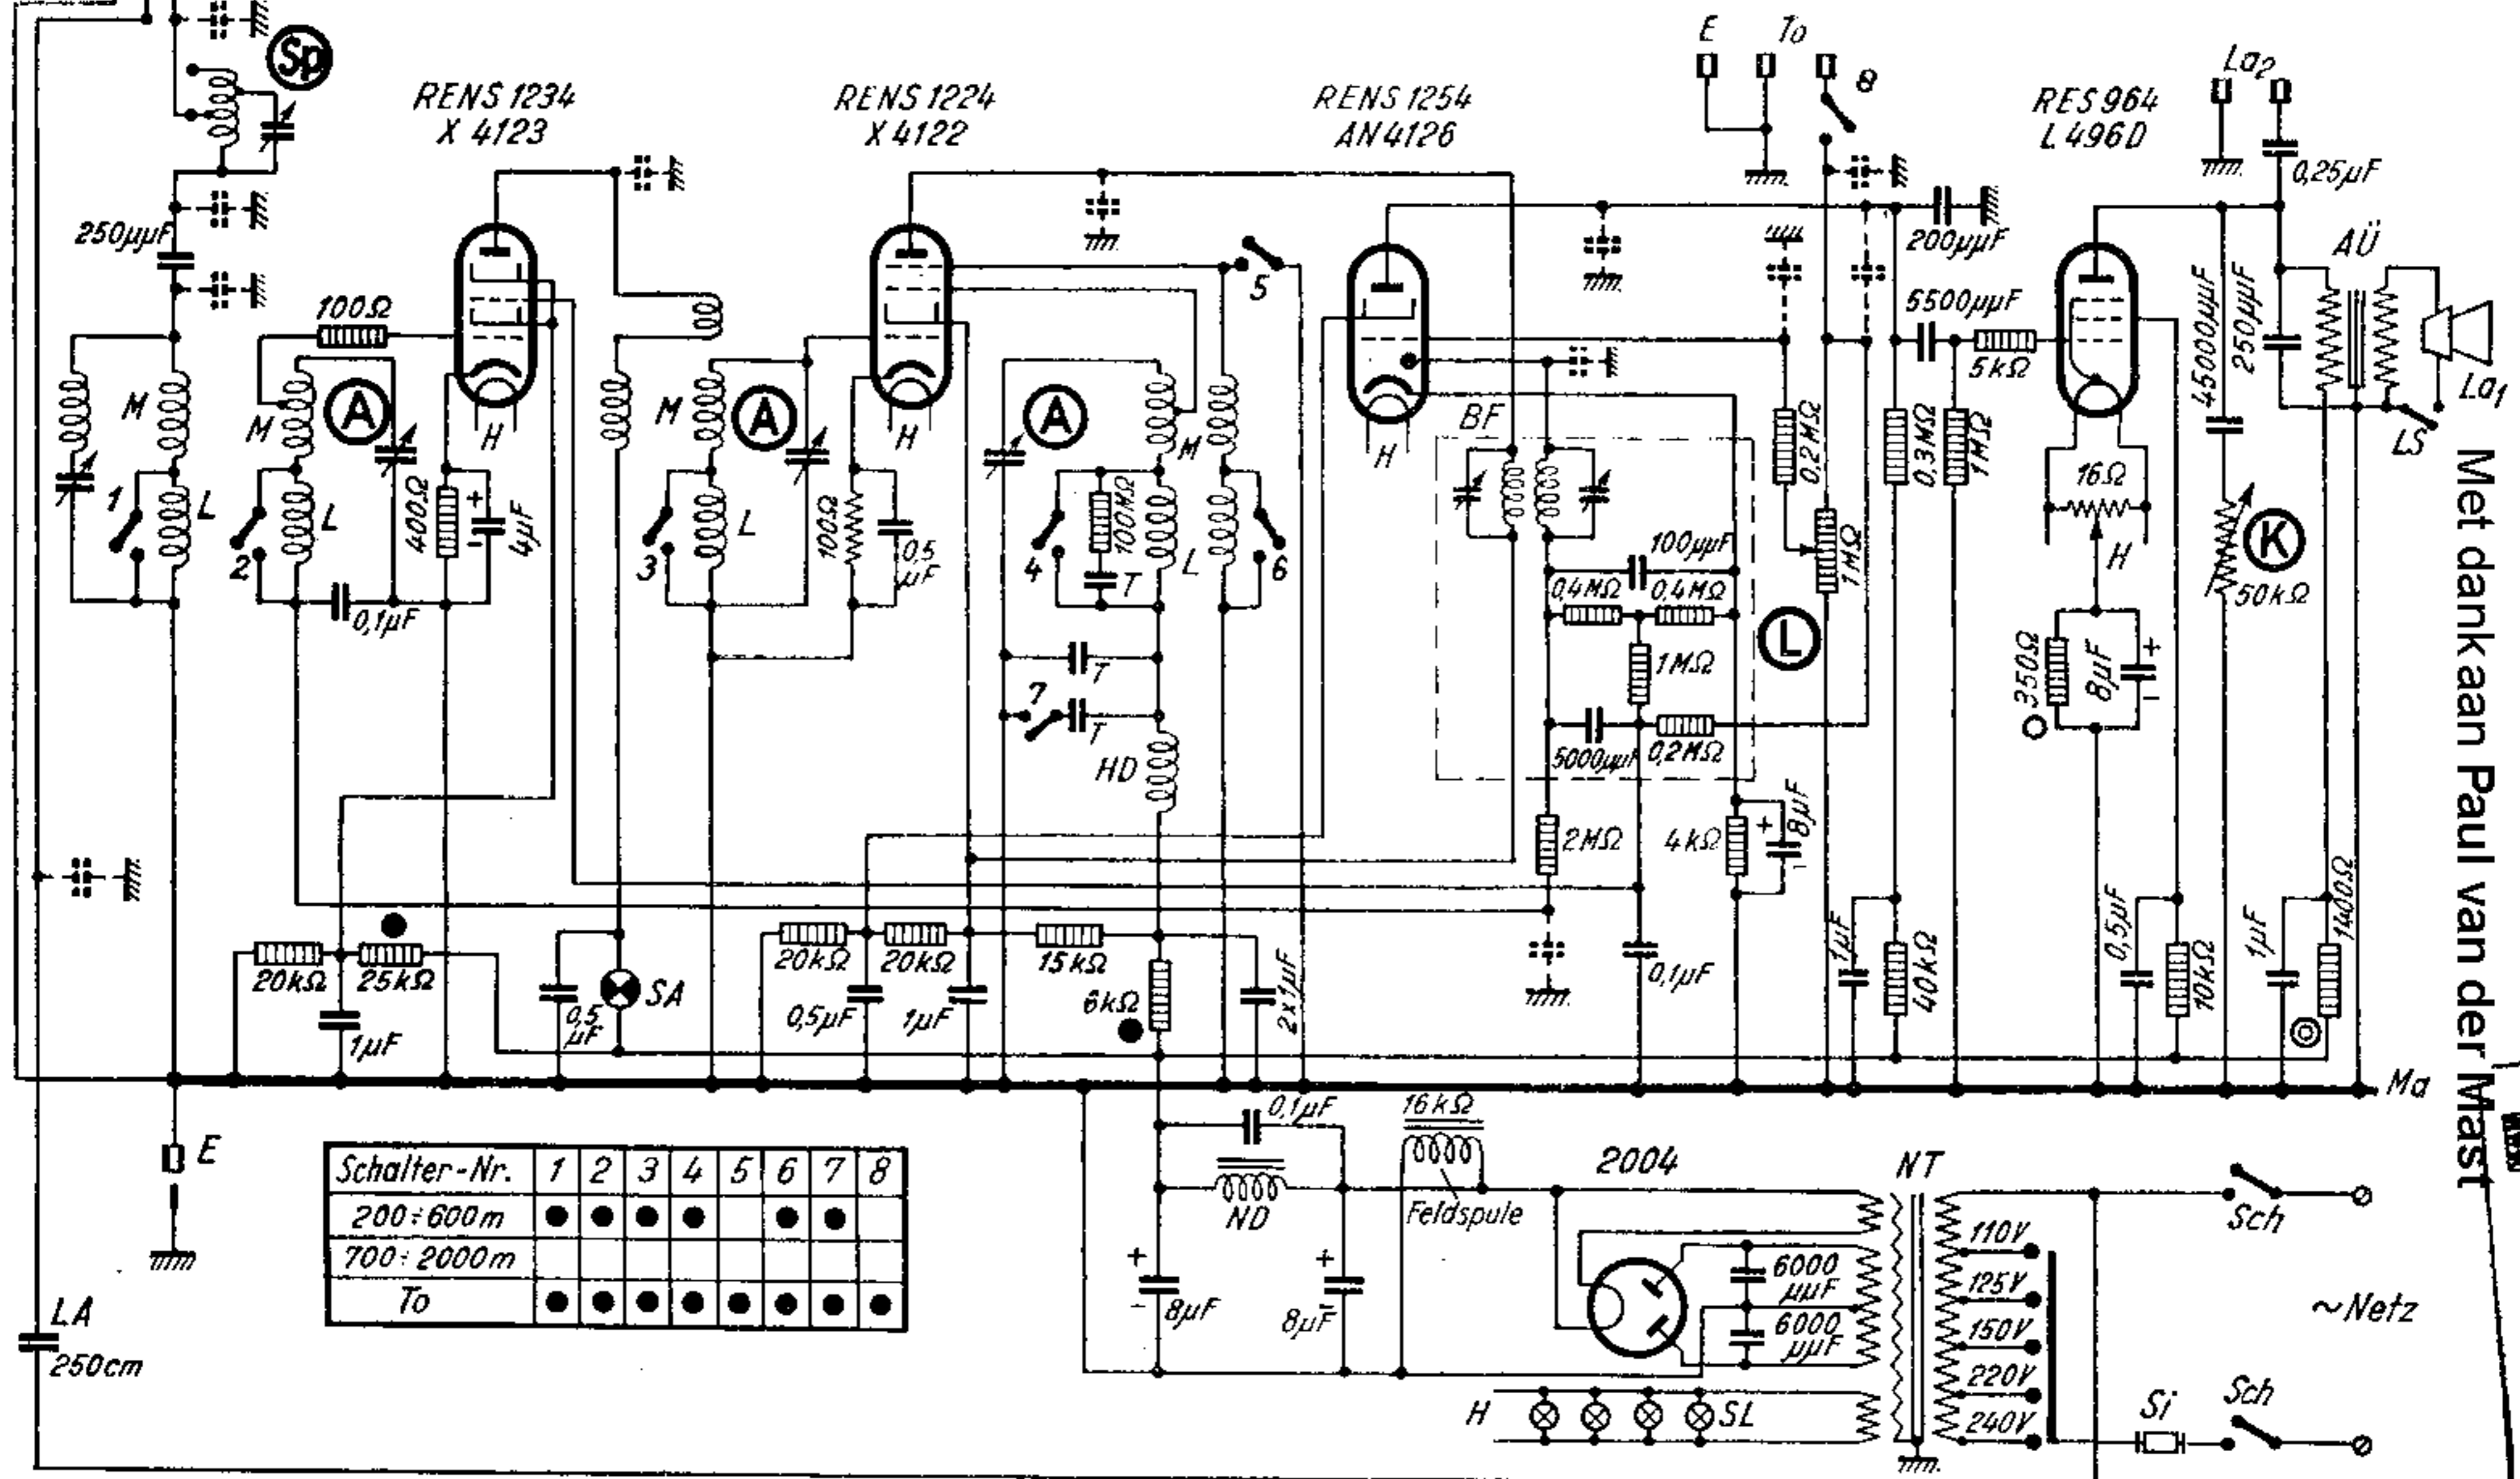 Sp
E To
8
La₂
RENS 1234
X 4123
RENS 1224
X 4122
RENS 1254
AN 4126
RES 964
L 496D
0,25µF
250µµF
200µµF
AÜ
100Ω
5
5500µµF
5kΩ
45000µµF
250µµF
La₁
M
M
A
H
M
A
H
A
M
H
BF
0,2MΩ
0,3MΩ
1MΩ
16Ω
H
LS
K
50kΩ
1
L
2
L
400Ω
+
-
4µF
3
L
100Ω
0,5
µF
4
100MΩ
T
L
6
100µµF
0,4MΩ
0,4MΩ
1MΩ
0,1µF
T
7
T
HD
1MΩ
L
5000µµF
0,2MΩ
350Ω
8µF
+
-
2MΩ
4kΩ
+
8µF
-
20kΩ
25kΩ
1µF
0,5
µF
SA
20kΩ
20kΩ
15kΩ
0,5µF
1µF
6kΩ
2x1µF
0,1µF
1µF
40kΩ
0,5µF
10kΩ
1µF
1400Ω
Ma
E
0,1µF
ND
16kΩ
Feldspule
2004
NT
Sch
Schalter-Nr. 1 2 3 4 5 6 7 8
200÷600m ● ● ● ● ● ●
700÷2000m
To ● ● ● ● ● ● ● ●
+
-
8µF
+
-
8µF
6000
µµF
6000
µµF
110V
125V
150V
220V
240V
~Netz
LA
250cm
H
SL
Si
Sch
Met dankaan Paul van der Mast